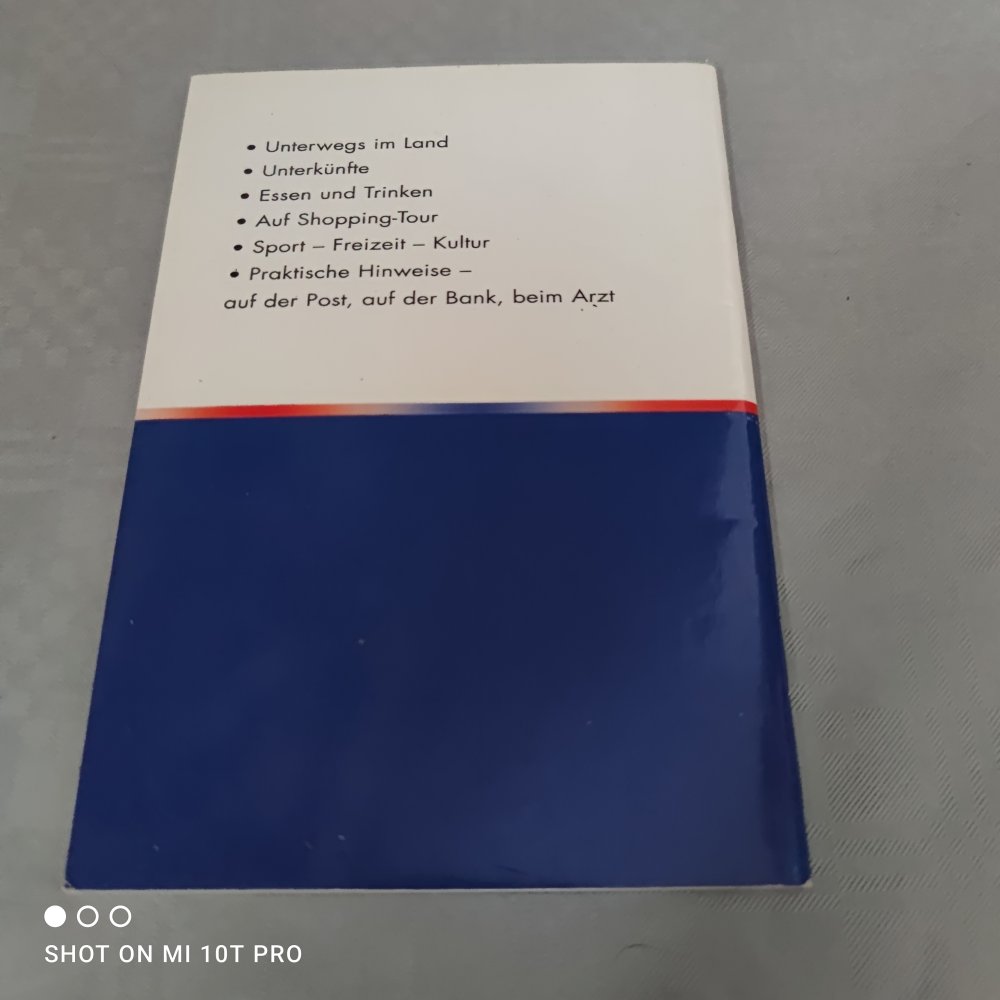 • Unterwegs im Land
• Unterkünfte
• Essen und Trinken
• Auf Shopping-Tour
• Sport – Freizeit – Kultur
• Praktische Hinweise –
auf der Post, auf der Bank, beim Arzt
SHOT ON MI 10T PRO